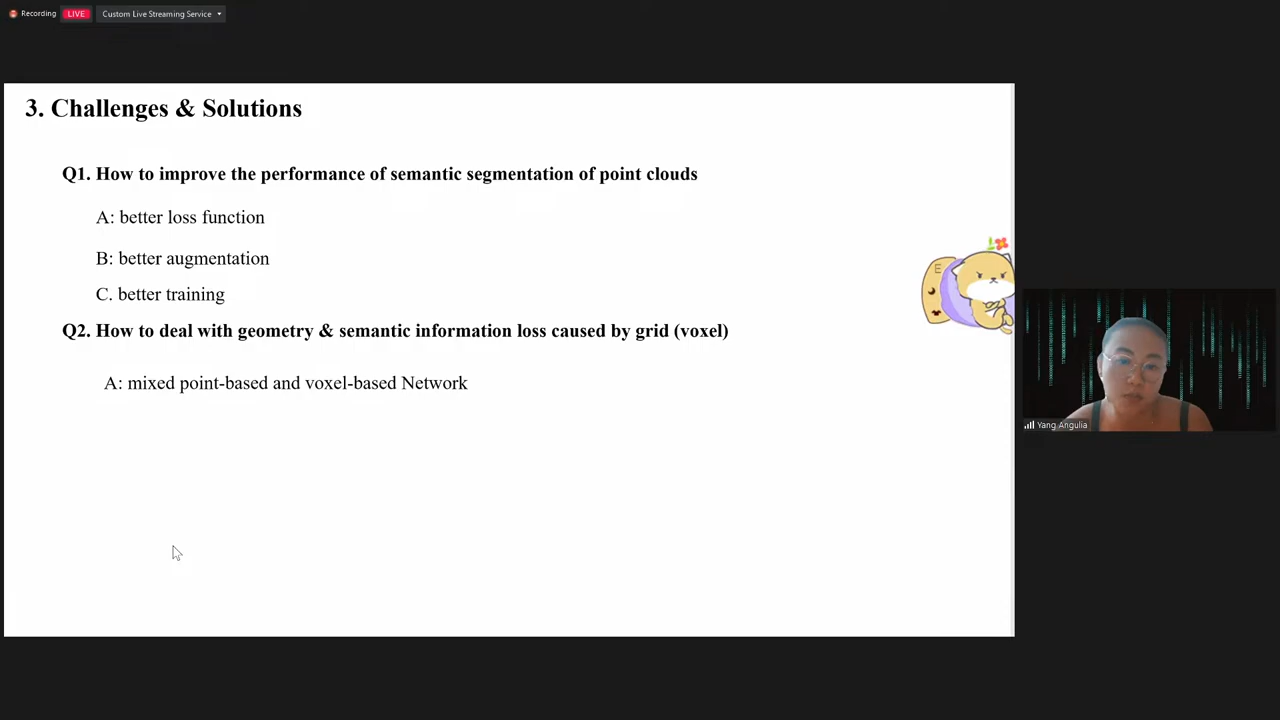 Recording
LIVE
Custom Live Streaming Service
3. Challenges & Solutions
Q1. How to improve the performance of semantic segmentation of point clouds
A: better loss function
B: better augmentation
C. better training
Q2. How to deal with geometry & semantic information loss caused by grid (voxel)
A: mixed point-based and voxel-based Network
E
Yang Angulia